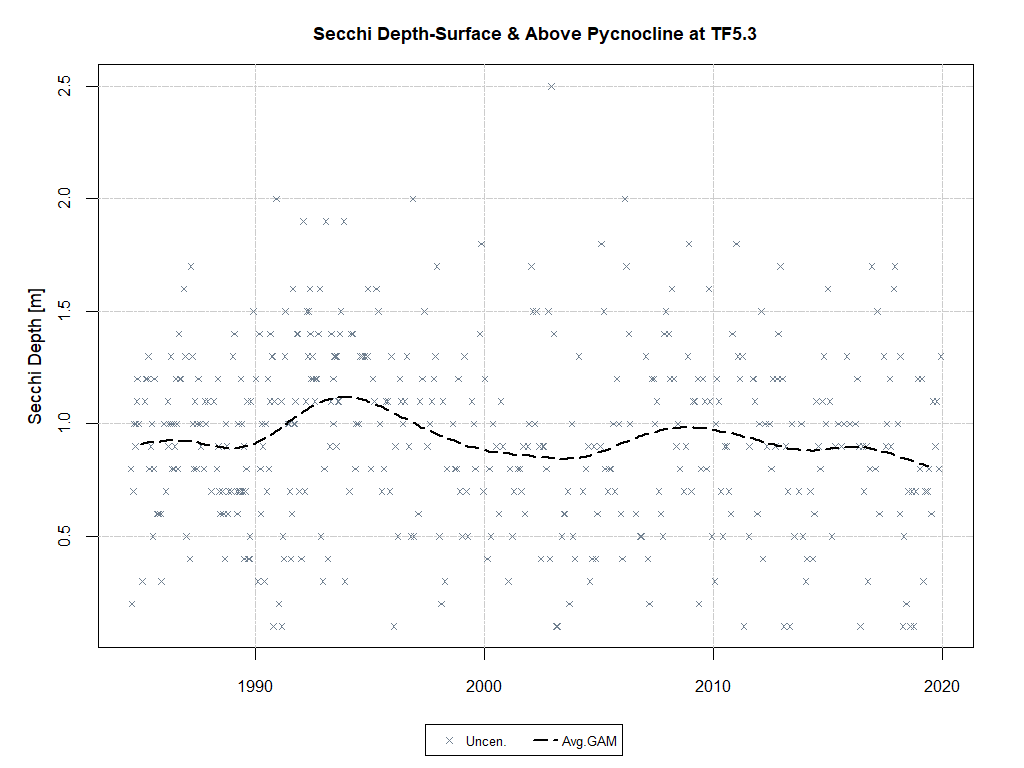 Secchi Depth-Surface & Above Pycnocline at TF5.3
Secchi Depth [m]
2.5
2.0
1.5
1.0
0.5
1990 2000 2010 2020
Uncen. Avg.GAM